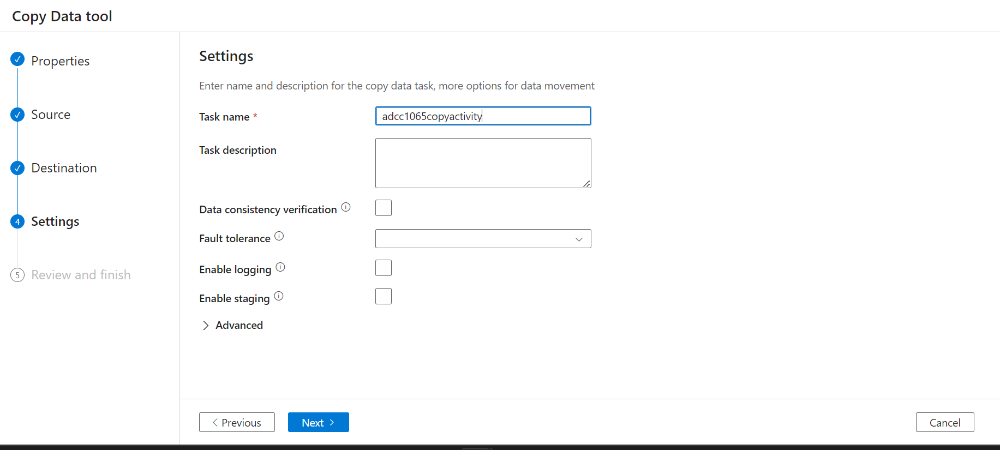 Copy Data tool
Properties
Source
Destination
4 Settings
5 Review and finish
Settings
Enter name and description for the copy data task, more options for data movement
Task name * adcc1065copyactivity
Task description
Data consistency verification
Fault tolerance
Enable logging
Enable staging
Advanced
Previous Next Cancel